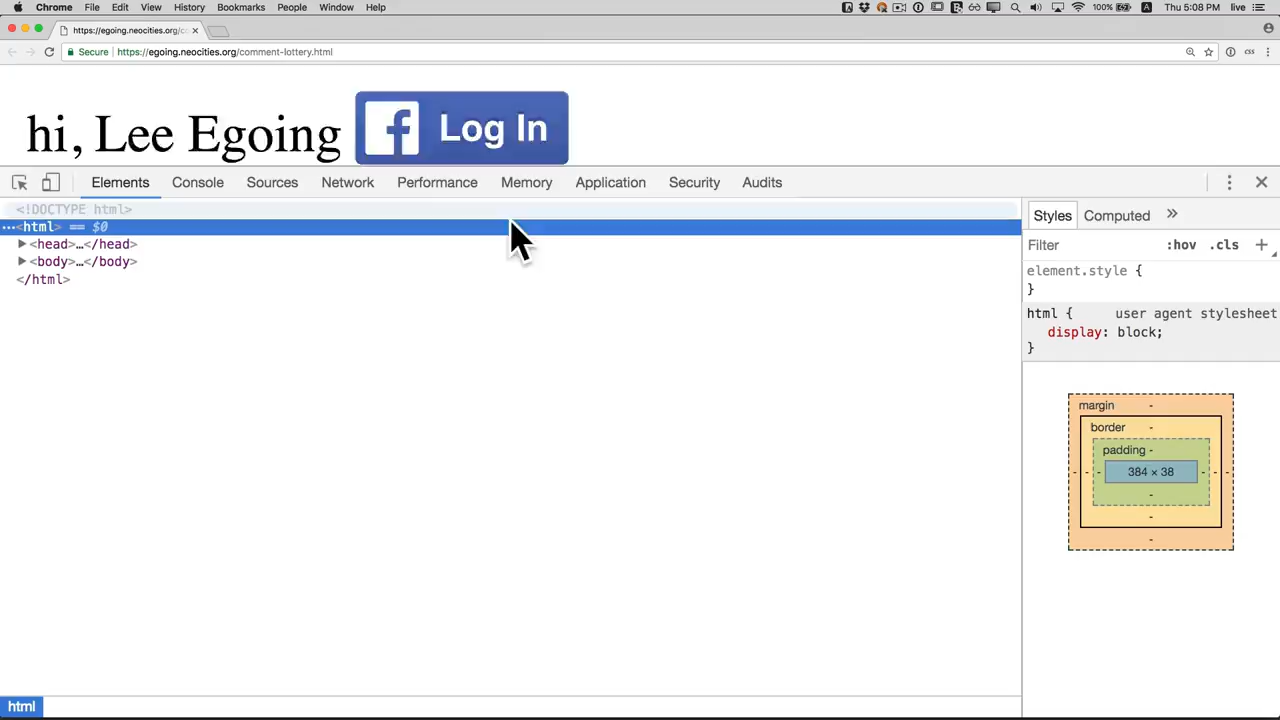 Chrome File Edit View History Bookmarks People Window Help 100% Thu 5:08 PM live
https://egoing.neocities.org/co
Secure https://egoing.neocities.org/comment-lottery.html css
hi, Lee Egoing f Log In
Elements Console Sources Network Performance Memory Application Security Audits
<!DOCTYPE html>
…<html> == $0
<head>…</head>
<body>…</body>
</html>
html
Styles Computed »
Filter :hov .cls +
element.style {
}
html { user agent stylesheet
display: block;
}
margin -
border -
padding -
- - - 384 × 38 - - -
-
-
-